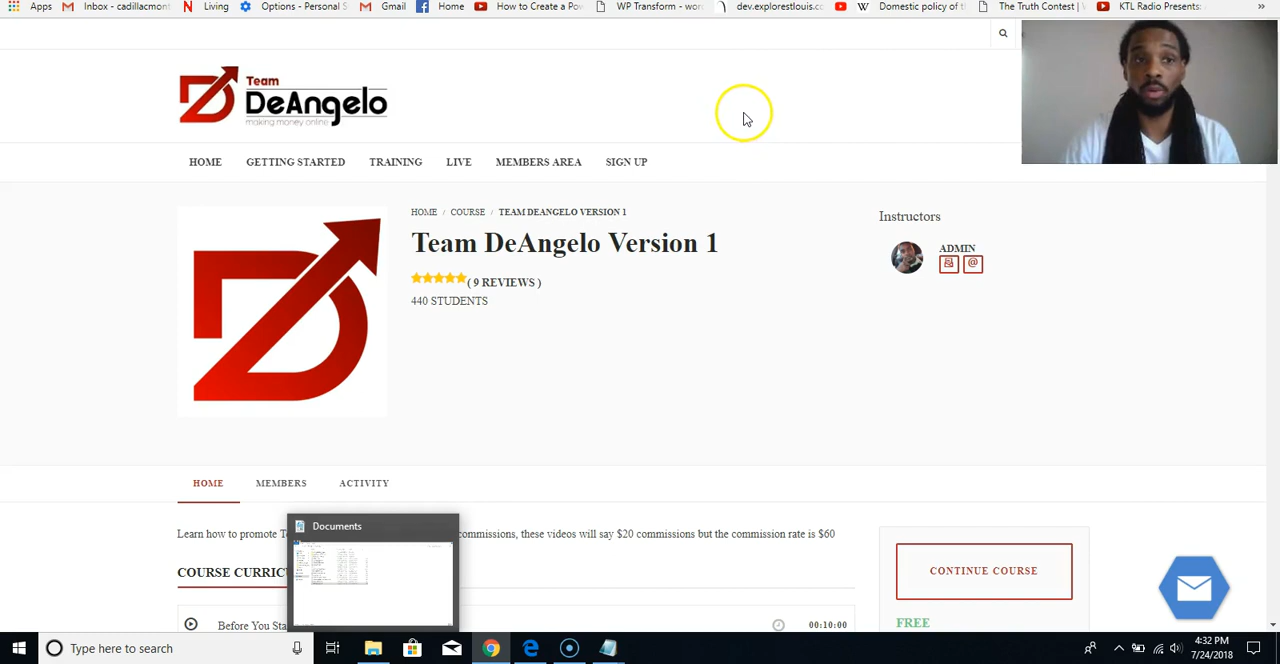 Apps Inbox - cadillacmont Living Options - Personal S Gmail Home How to Create a Pow WP Transform - word dev.explorestlouis.co Domestic policy of th The Truth Contest | KTL Radio Presents: »
Team
DeAngelo
making money online
HOME GETTING STARTED TRAINING LIVE MEMBERS AREA SIGN UP
HOME / COURSE / TEAM DEANGELO VERSION 1
Instructors
Team DeAngelo Version 1
ADMIN
( 9 REVIEWS )
440 STUDENTS
HOME MEMBERS ACTIVITY
Documents
Learn how to promote commissions, these videos will say $20 commissions but the commission rate is $60
COURSE CURRIC
CONTINUE COURSE
Before You Sta 00:10:00
FREE
Type here to search
4:32 PM
7/24/2018